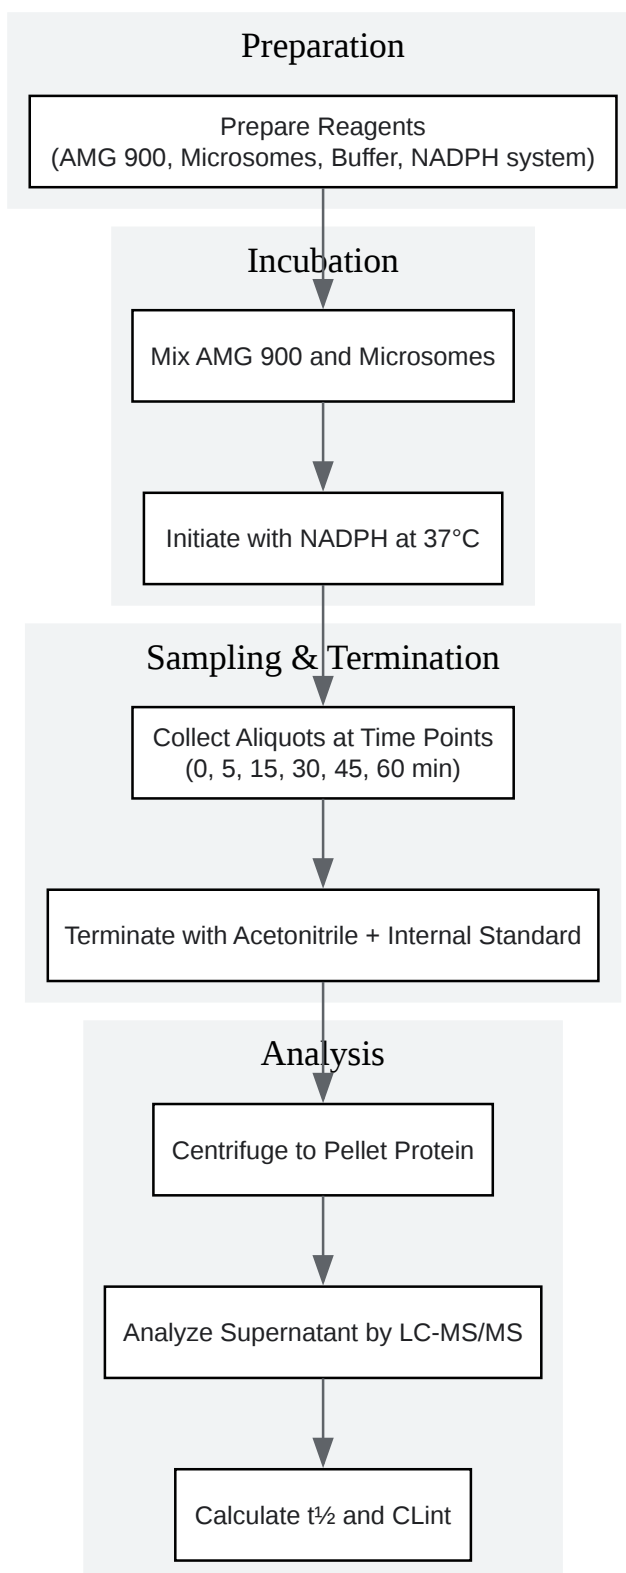 Preparation
Prepare Reagents
(AMG 900, Microsomes, Buffer, NADPH system)
Incubation
Mix AMG 900 and Microsomes
Initiate with NADPH at 37°C
Sampling & Termination
Collect Aliquots at Time Points
(0, 5, 15, 30, 45, 60 min)
Terminate with Acetonitrile + Internal Standard
Analysis
Centrifuge to Pellet Protein
Analyze Supernatant by LC-MS/MS
Calculate t½ and CLint